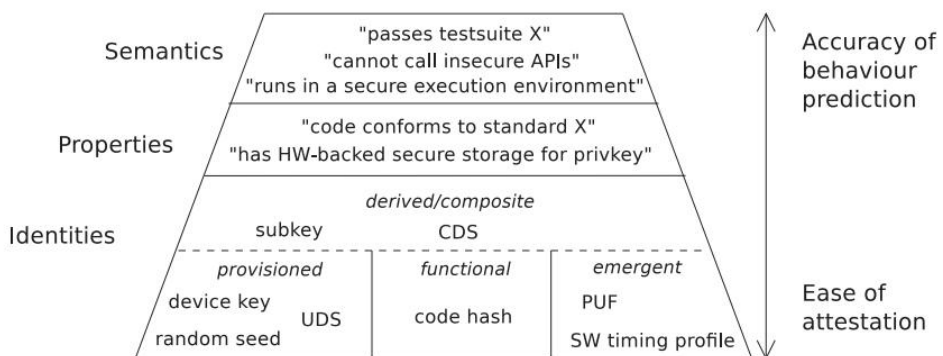 Semantics
"passes testsuite X"
"cannot call insecure APIs"
"runs in a secure execution environment"
Properties
"code conforms to standard X"
"has HW-backed secure storage for privkey"
Identities
derived/composite
subkey CDS
provisioned functional emergent
device key
UDS
random seed
code hash
PUF
SW timing profile
Accuracy of
behaviour
prediction
Ease of
attestation